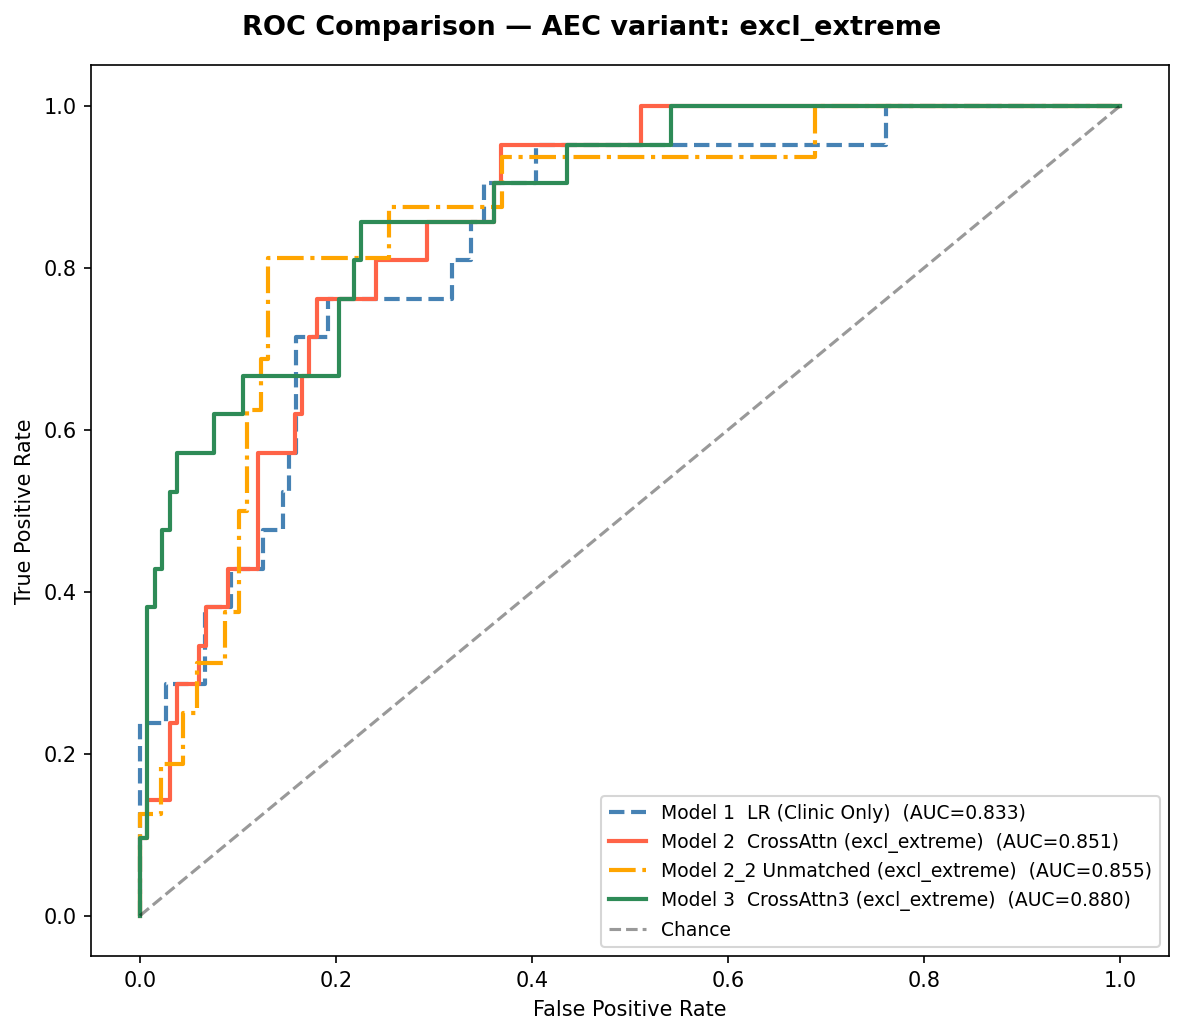 ROC Comparison — AEC variant: excl_extreme
True Positive Rate
1.0
0.8
0.6
0.4
0.2
0.0
Model 1  LR (Clinic Only)  (AUC=0.833)
Model 2  CrossAttn (excl_extreme)  (AUC=0.851)
Model 2_2 Unmatched (excl_extreme)  (AUC=0.855)
Model 3  CrossAttn3 (excl_extreme)  (AUC=0.880)
Chance
0.0 0.2 0.4 0.6 0.8 1.0
False Positive Rate